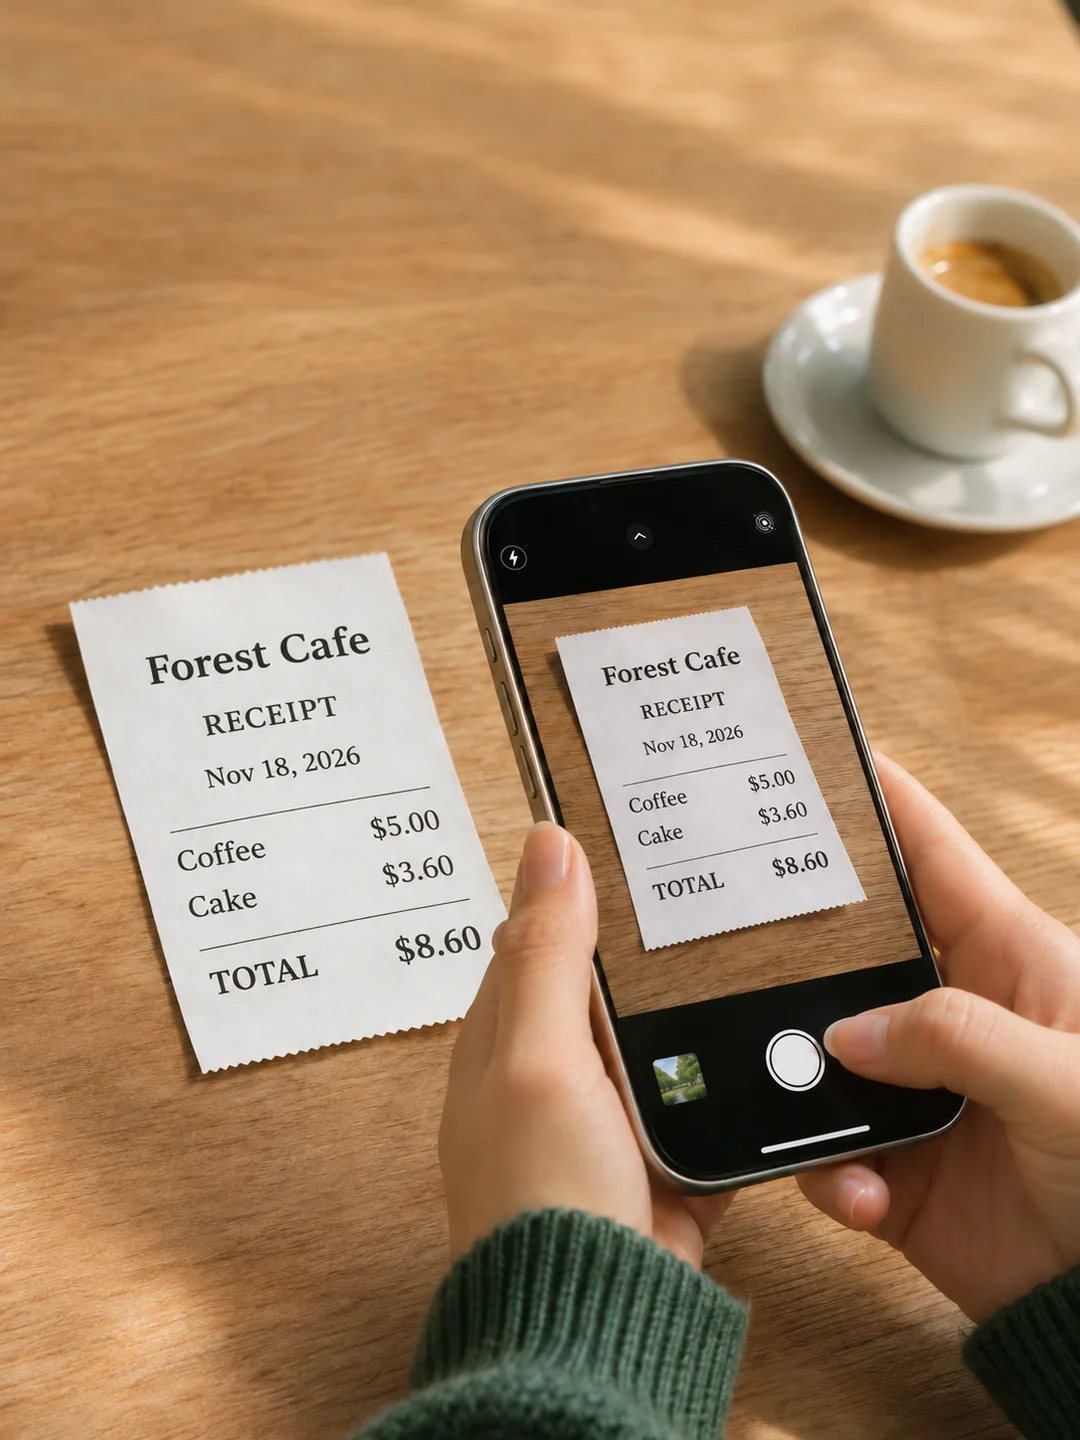 Forest Cafe
RECEIPT
Nov 18, 2026
Coffee $5.00
Cake $3.60
TOTAL $8.60
Forest Cafe
RECEIPT
Nov 18, 2026
Coffee $5.00
Cake $3.60
TOTAL $8.60